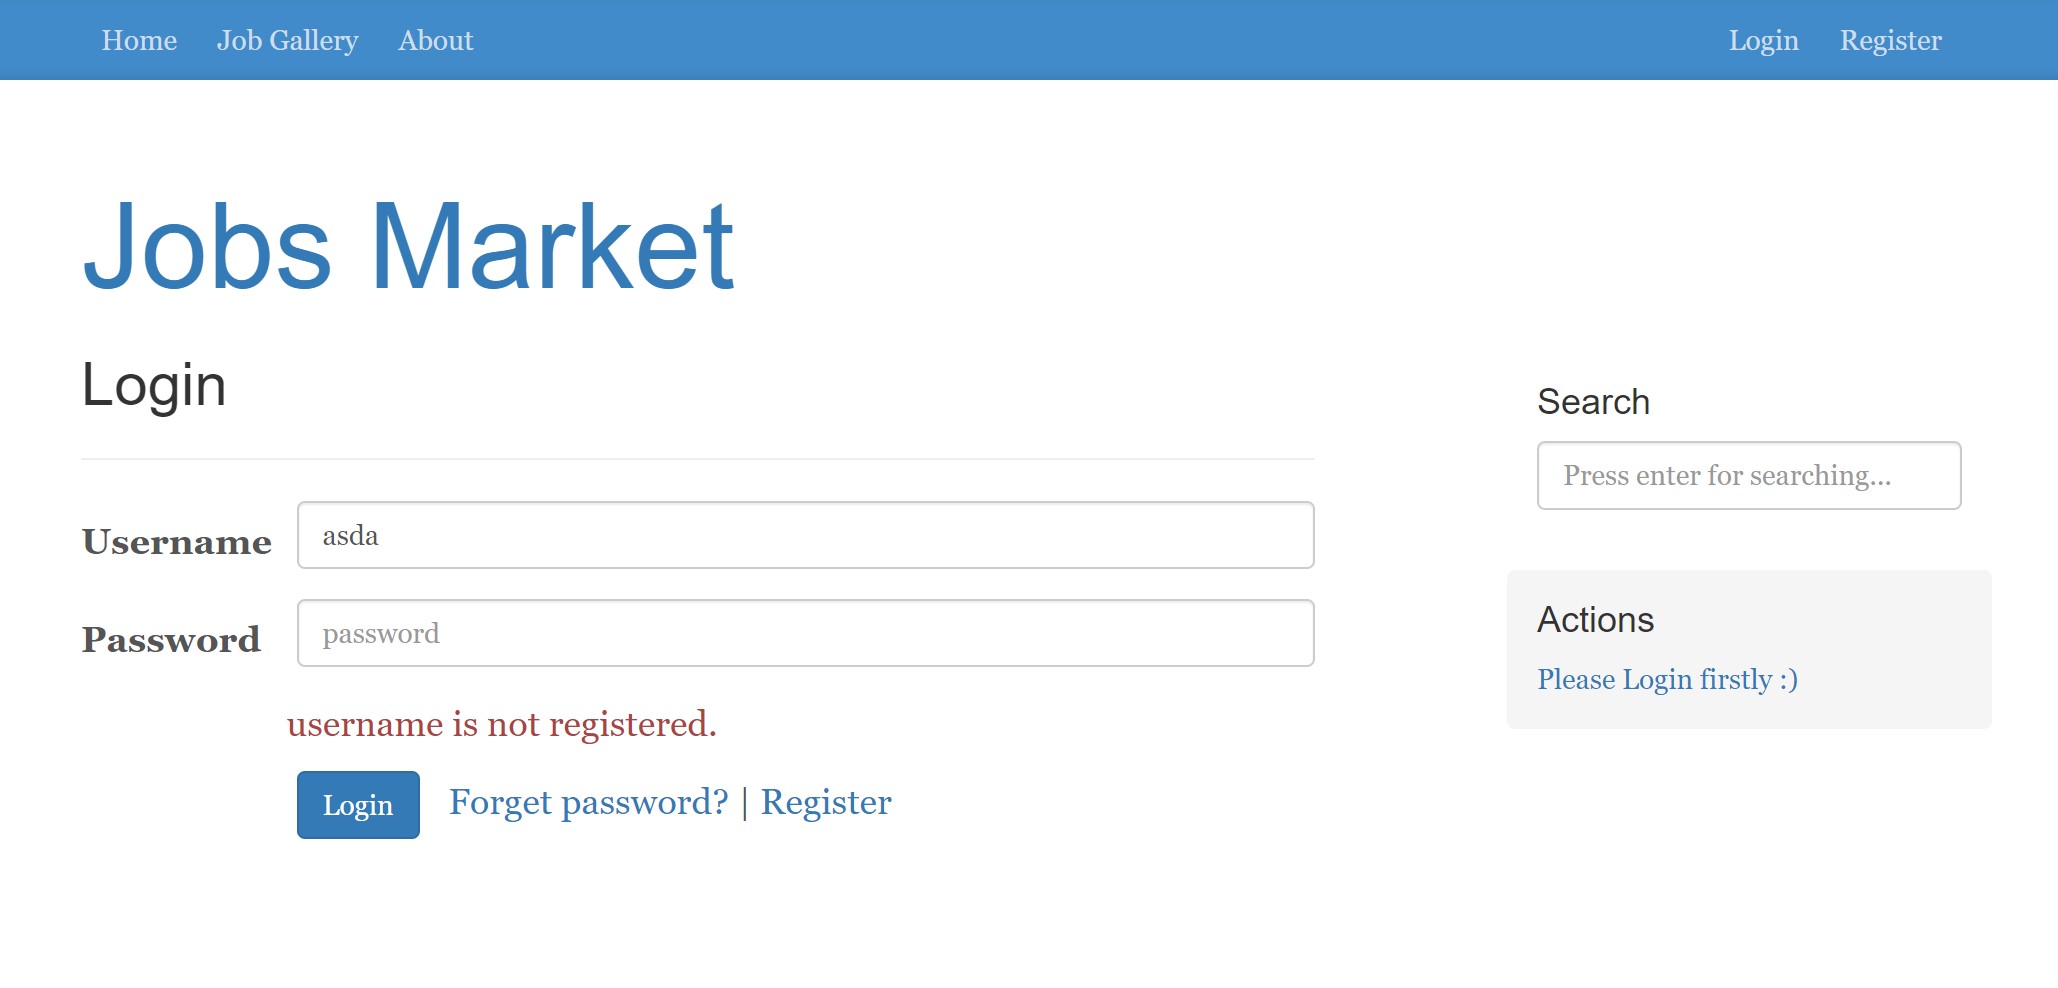 Home Job Gallery About Login Register
Jobs Market
Login
Username asda
Password password
username is not registered.
Login Forget password? | Register
Search
Press enter for searching...
Actions
Please Login firstly :)